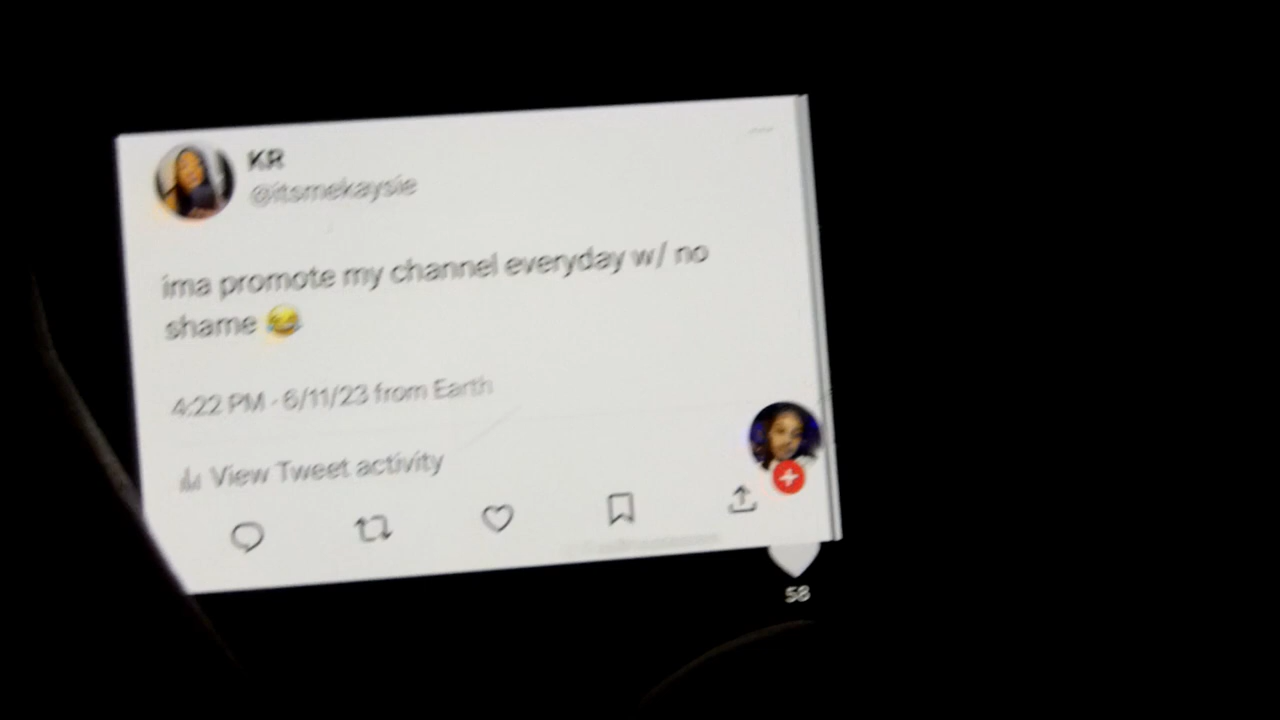 KR
@itsmekaysie
ima promote my channel everyday w/ no
shame 😂
4:22 PM · 6/11/23 from Earth
View Tweet activity
58